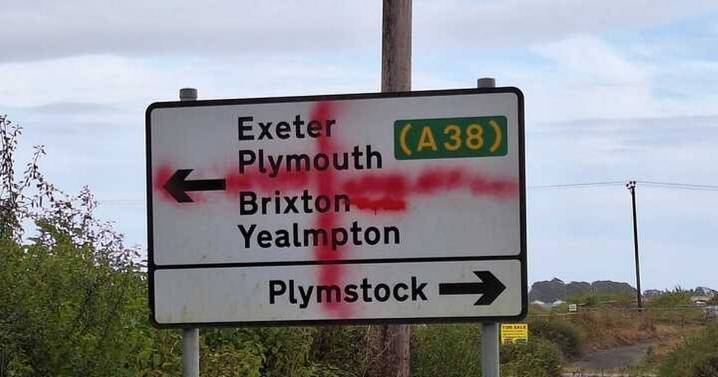 Exeter (A38)
Plymouth
Brixton
Yealmpton
Plymstock
FOR SALE